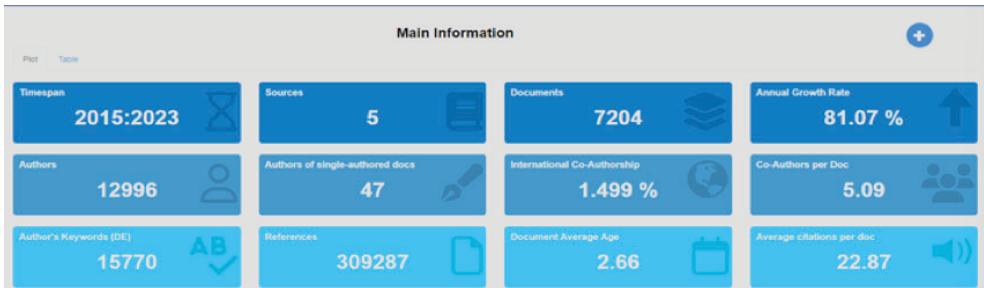 Main Information
Plot Table
Timespan
2015:2023
Sources
5
Documents
7204
Annual Growth Rate
81.07 %
Authors
12996
Authors of single-authored docs
47
International Co-Authorship
1.499 %
Co-Authors per Doc
5.09
Author's Keywords (DE)
15770
AB
References
309287
Document Average Age
2.66
Average citations per doc
22.87